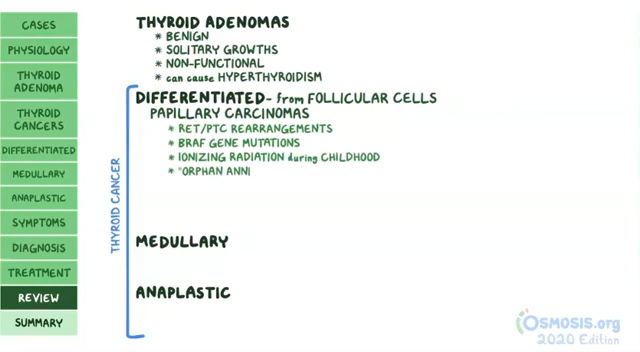 CASES
PHYSIOLOGY
THYROID
ADENOMA
THYROID
CANCERS
DIFFERENTIATED
MEDULLARY
ANAPLASTIC
SYMPTOMS
DIAGNOSIS
TREATMENT
REVIEW
SUMMARY
THYROID ADENOMAS
* BENIGN
* SOLITARY GROWTHS
* NON-FUNCTIONAL
* can cause HYPERTHYROIDISM
THYROID CANCER
DIFFERENTIATED - from FOLLICULAR CELLS
PAPILLARY CARCINOMAS
* RET/PTC REARRANGEMENTS
* BRAF GENE MUTATIONS
* IONIZING RADIATION during CHILDHOOD
* "ORPHAN ANNI
MEDULLARY
ANAPLASTIC
OSMOSIS.org
2020 Edition